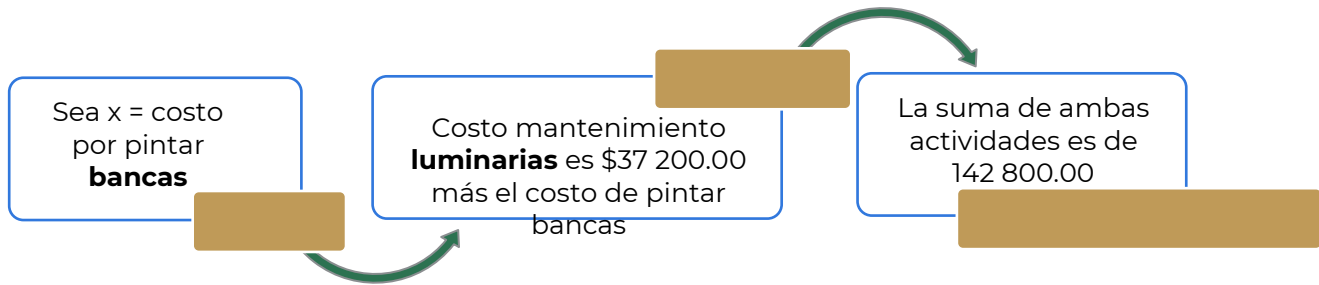 Sea x = costo
por pintar
bancas
Costo mantenimiento
luminarias es $37 200.00
más el costo de pintar
bancas
La suma de ambas
actividades es de
142 800.00